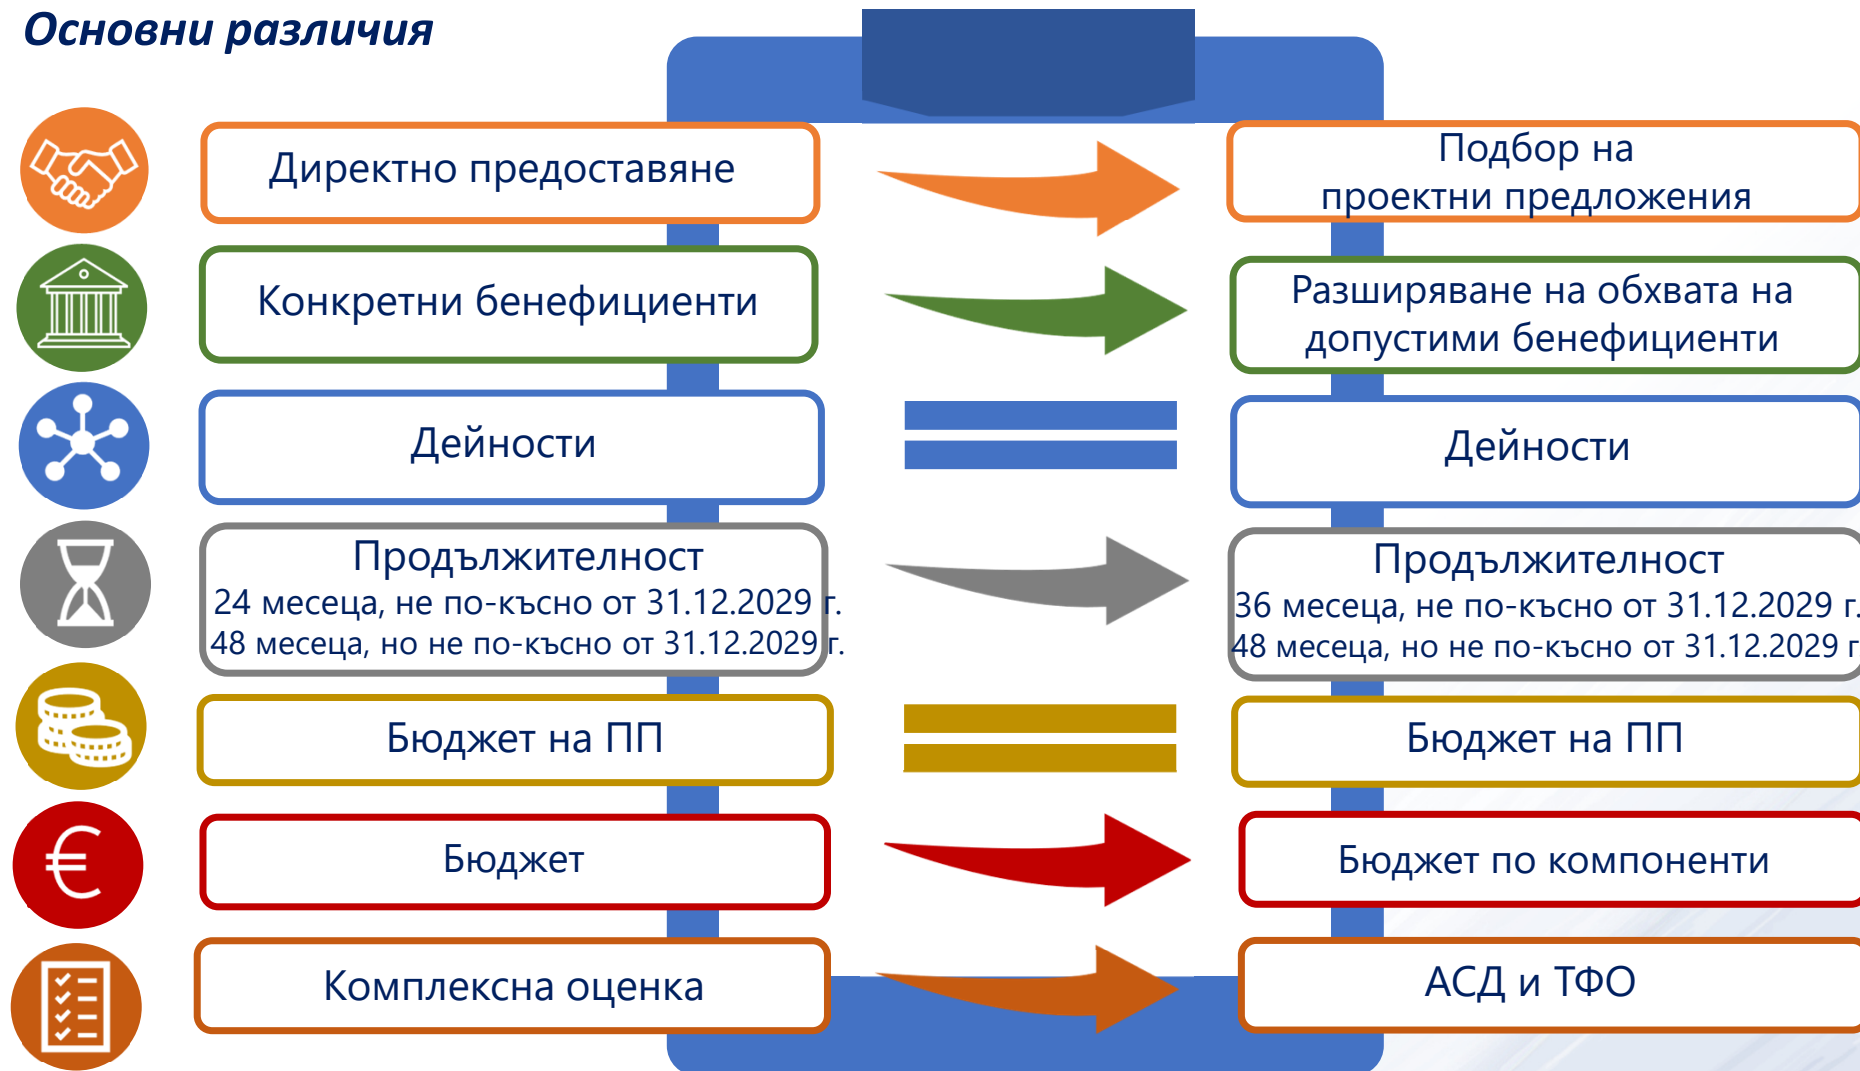 Основни различия
Директно предоставяне
Подбор на
проектни предложения
Конкретни бенефициенти
Разширяване на обхвата на
допустими бенефициенти
Дейности
Дейности
Продължителност
24 месеца, не по-късно от 31.12.2029 г.
48 месеца, но не по-късно от 31.12.2029 г.
Продължителност
36 месеца, не по-късно от 31.12.2029 г.
48 месеца, но не по-късно от 31.12.2029 г
Бюджет на ПП
Бюджет на ПП
Бюджет
Бюджет по компоненти
Комплексна оценка
АСД и ТФО